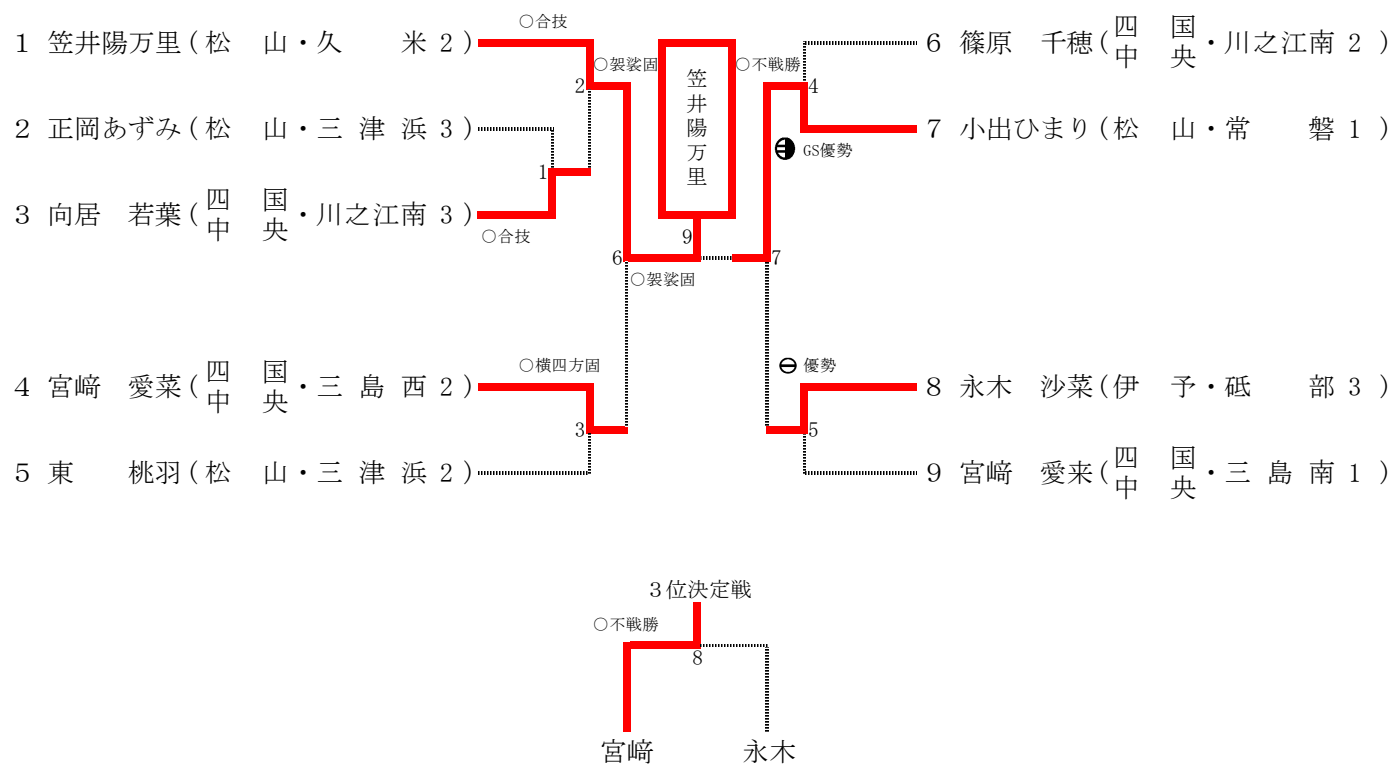 ○合技
1 笠井陽万里(松 山・久 米 2)
○袈裟固
2
2 正岡あずみ(松 山・三 津 浜 3)
1
3 向居 若葉(四国中央・川之江南 3)
○合技
6
○袈裟固
4 宮﨑 愛菜(四国中央・三 島 西 2)
○横四方固
3
5 東 桃羽(松 山・三 津 浜 2)
笠井陽万里
9
○不戦勝
6 篠原 千穂(四国中央・川之江南 2)
4
7 小出ひまり(松 山・常 磐 1)
GS優勢
7
優勢
8 永木 沙菜(伊 予・砥 部 3)
5
9 宮﨑 愛来(四国中央・三 島 南 1)
3位決定戦
○不戦勝
8
宮﨑 永木